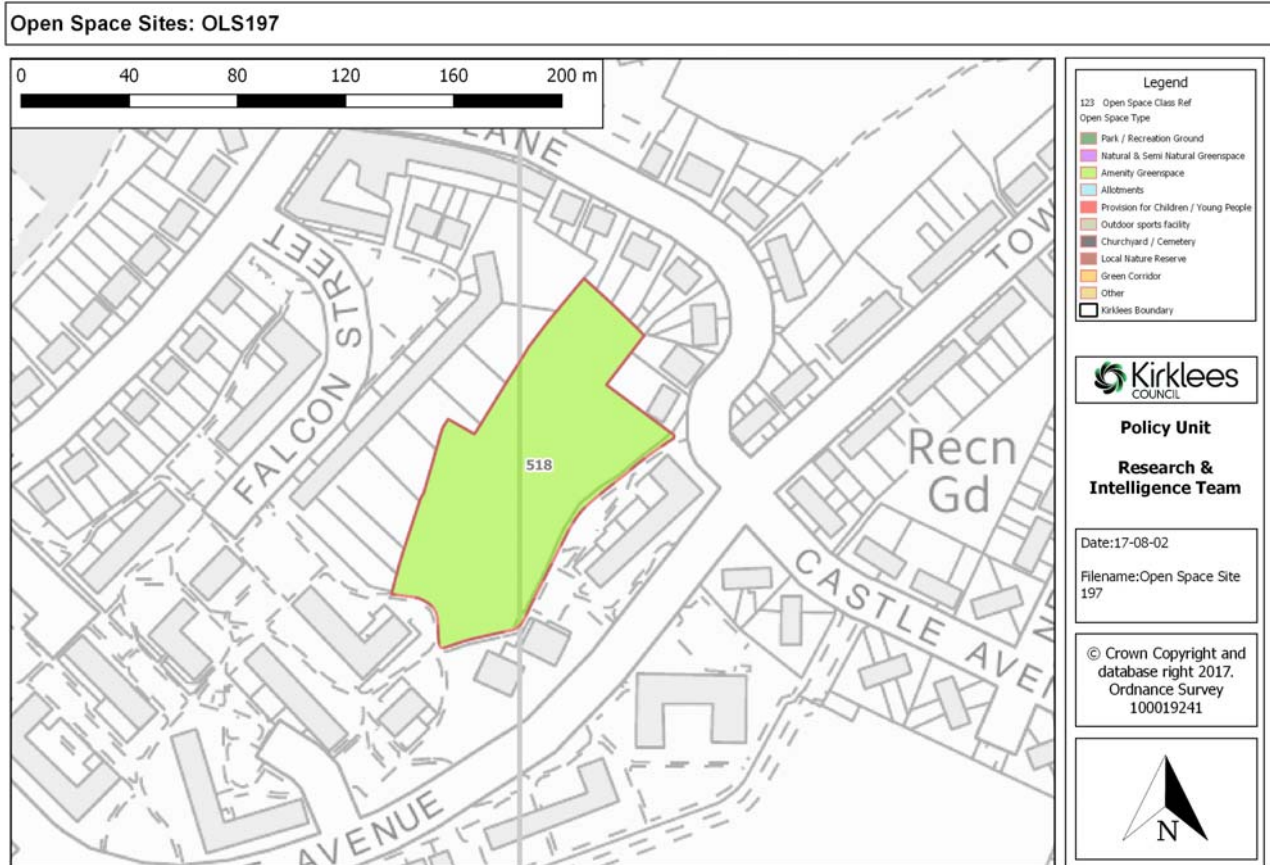 Open Space Sites: OLS197
0 40 80 120 160 200 m
LANE
FALCON STREET
TOW
518
Recn
Gd
CASTLE AVEN
AVENUE
Legend
123 Open Space Class Ref
Open Space Type
Park / Recreation Ground
Natural & Semi Natural Greenspace
Amenity Greenspace
Allotments
Provision for Children / Young People
Outdoor sports facility
Churchyard / Cemetery
Local Nature Reserve
Green Corridor
Other
Kirklees Boundary
Kirklees
COUNCIL
Policy Unit
Research &
Intelligence Team
Date:17-08-02
Filename:Open Space Site
197
© Crown Copyright and
database right 2017.
Ordnance Survey
100019241
N